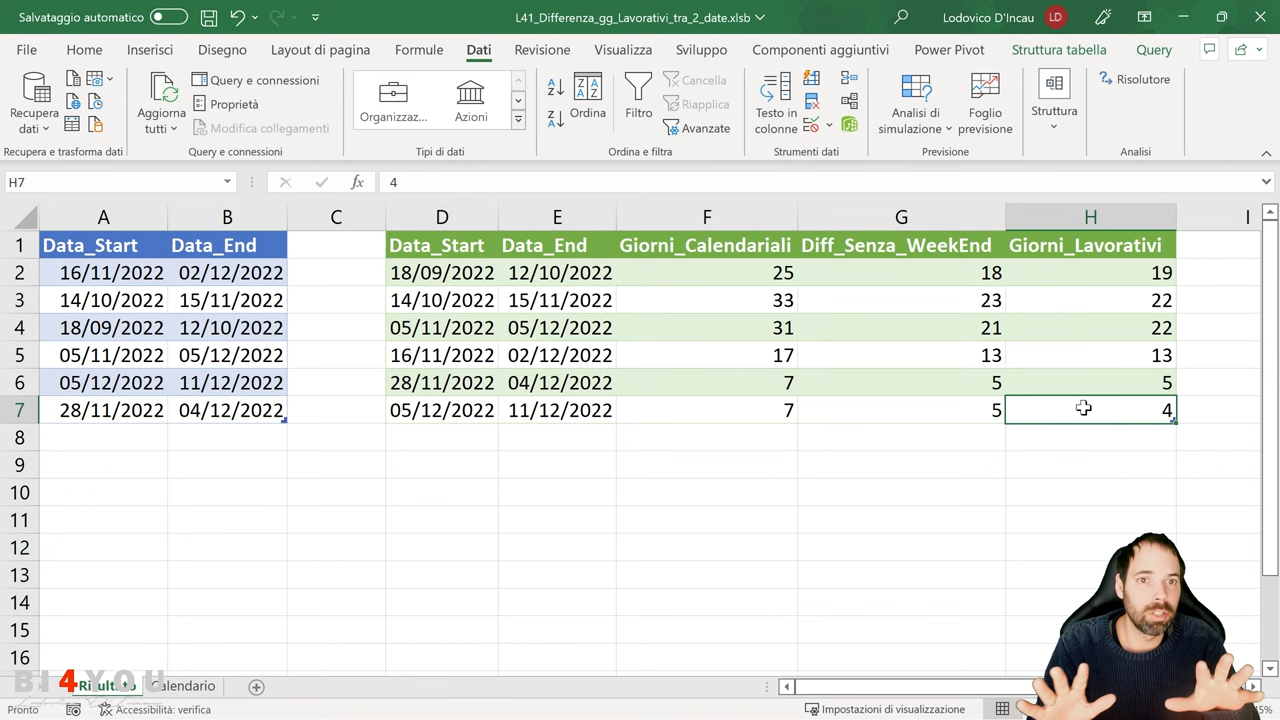 Salvataggio automatico
L41_Differenza_gg_Lavorativi_tra_2_date.xlsb
Lodovico D'Incau LD
File Home Inserisci Disegno Layout di pagina Formule Dati Revisione Visualizza Sviluppo Componenti aggiuntivi Power Pivot Struttura tabella Query
Recupera dati
Aggiorna tutti
Query e connessioni
Proprietà
Modifica collegamenti
Organizzaz... Azioni
Ordina
Filtro
Cancella
Riapplica
Avanzate
Testo in colonne
Analisi di simulazione
Foglio previsione
Struttura
Risolutore
Recupera e trasforma dati Query e connessioni Tipi di dati Ordina e filtra Strumenti dati Previsione Analisi
H7 fx 4
A B C D E F G H I
1 Data_Start Data_End Data_Start Data_End Giorni_Calendariali Diff_Senza_WeekEnd Giorni_Lavorativi
2 16/11/2022 02/12/2022 18/09/2022 12/10/2022 25 18 19
3 14/10/2022 15/11/2022 14/10/2022 15/11/2022 33 23 22
4 18/09/2022 12/10/2022 05/11/2022 05/12/2022 31 21 22
5 05/11/2022 05/12/2022 16/11/2022 02/12/2022 17 13 13
6 05/12/2022 11/12/2022 28/11/2022 04/12/2022 7 5 5
7 28/11/2022 04/12/2022 05/12/2022 11/12/2022 7 5 4
8
9
10
11
12
13
14
15
16
BI4YOU
Calendario
Pronto Accessibilità: verifica Impostazioni di visualizzazione